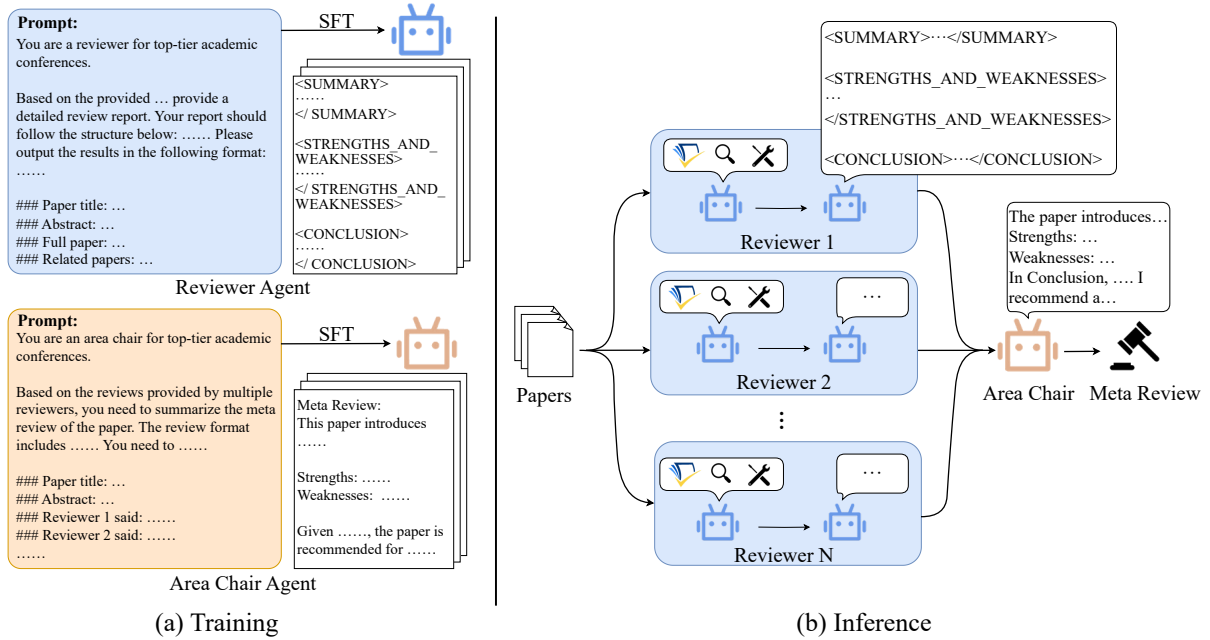 Prompt:
You are a reviewer for top-tier academic
conferences.
Based on the provided … provide a
detailed review report. Your report should
follow the structure below: …… Please
output the results in the following format:
……
### Paper title: …
### Abstract: …
### Full paper: …
### Related papers: …
Reviewer Agent
SFT
<SUMMARY>
……
</ SUMMARY>
<STRENGTHS_AND_
WEAKNESSES>
……
</ STRENGTHS_AND_
WEAKNESSES>
<CONCLUSION>
……
</ CONCLUSION>
Prompt:
You are an area chair for top-tier academic
conferences.
Based on the reviews provided by multiple
reviewers, you need to summarize the meta
review of the paper. The review format
includes …… You need to ……
### Paper title: …
### Abstract: …
### Reviewer 1 said: ……
### Reviewer 2 said: ……
……
Area Chair Agent
SFT
Meta Review:
This paper introduces
……
Strengths: ……
Weaknesses: ……
Given ……, the paper is
recommended for ……
(a) Training
Papers
<SUMMARY>⋯</SUMMARY>
<STRENGTHS_AND_WEAKNESSES>
…
</STRENGTHS_AND_WEAKNESSES>
<CONCLUSION>⋯</CONCLUSION>
Reviewer 1
⋯
Reviewer 2
⋮
⋯
Reviewer N
The paper introduces…
Strengths: …
Weaknesses: …
In Conclusion, …. I
recommend a…
Area Chair
Meta Review
(b) Inference